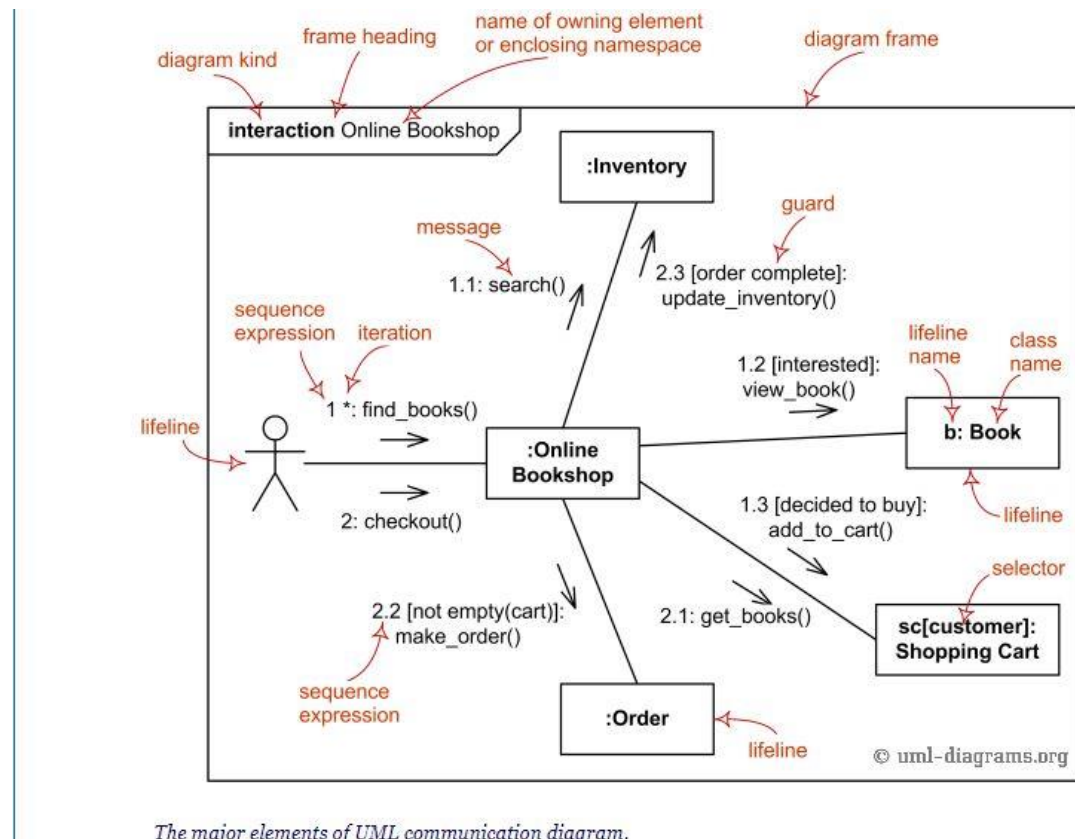 name of owning element
or enclosing namespace
frame heading
diagram kind
diagram frame
interaction Online Bookshop
:Inventory
guard
message
1.1: search()
2.3 [order complete]:
update_inventory()
sequence
expression
iteration
lifeline
name
class
name
1.2 [interested]:
view_book()
1 *: find_books()
lifeline
:Online
Bookshop
b: Book
2: checkout()
1.3 [decided to buy]:
add_to_cart()
lifeline
selector
2.2 [not empty(cart)]:
make_order()
2.1: get_books()
sc[customer]:
Shopping Cart
sequence
expression
:Order
lifeline
© uml-diagrams.org
The major elements of UML communication diagram.